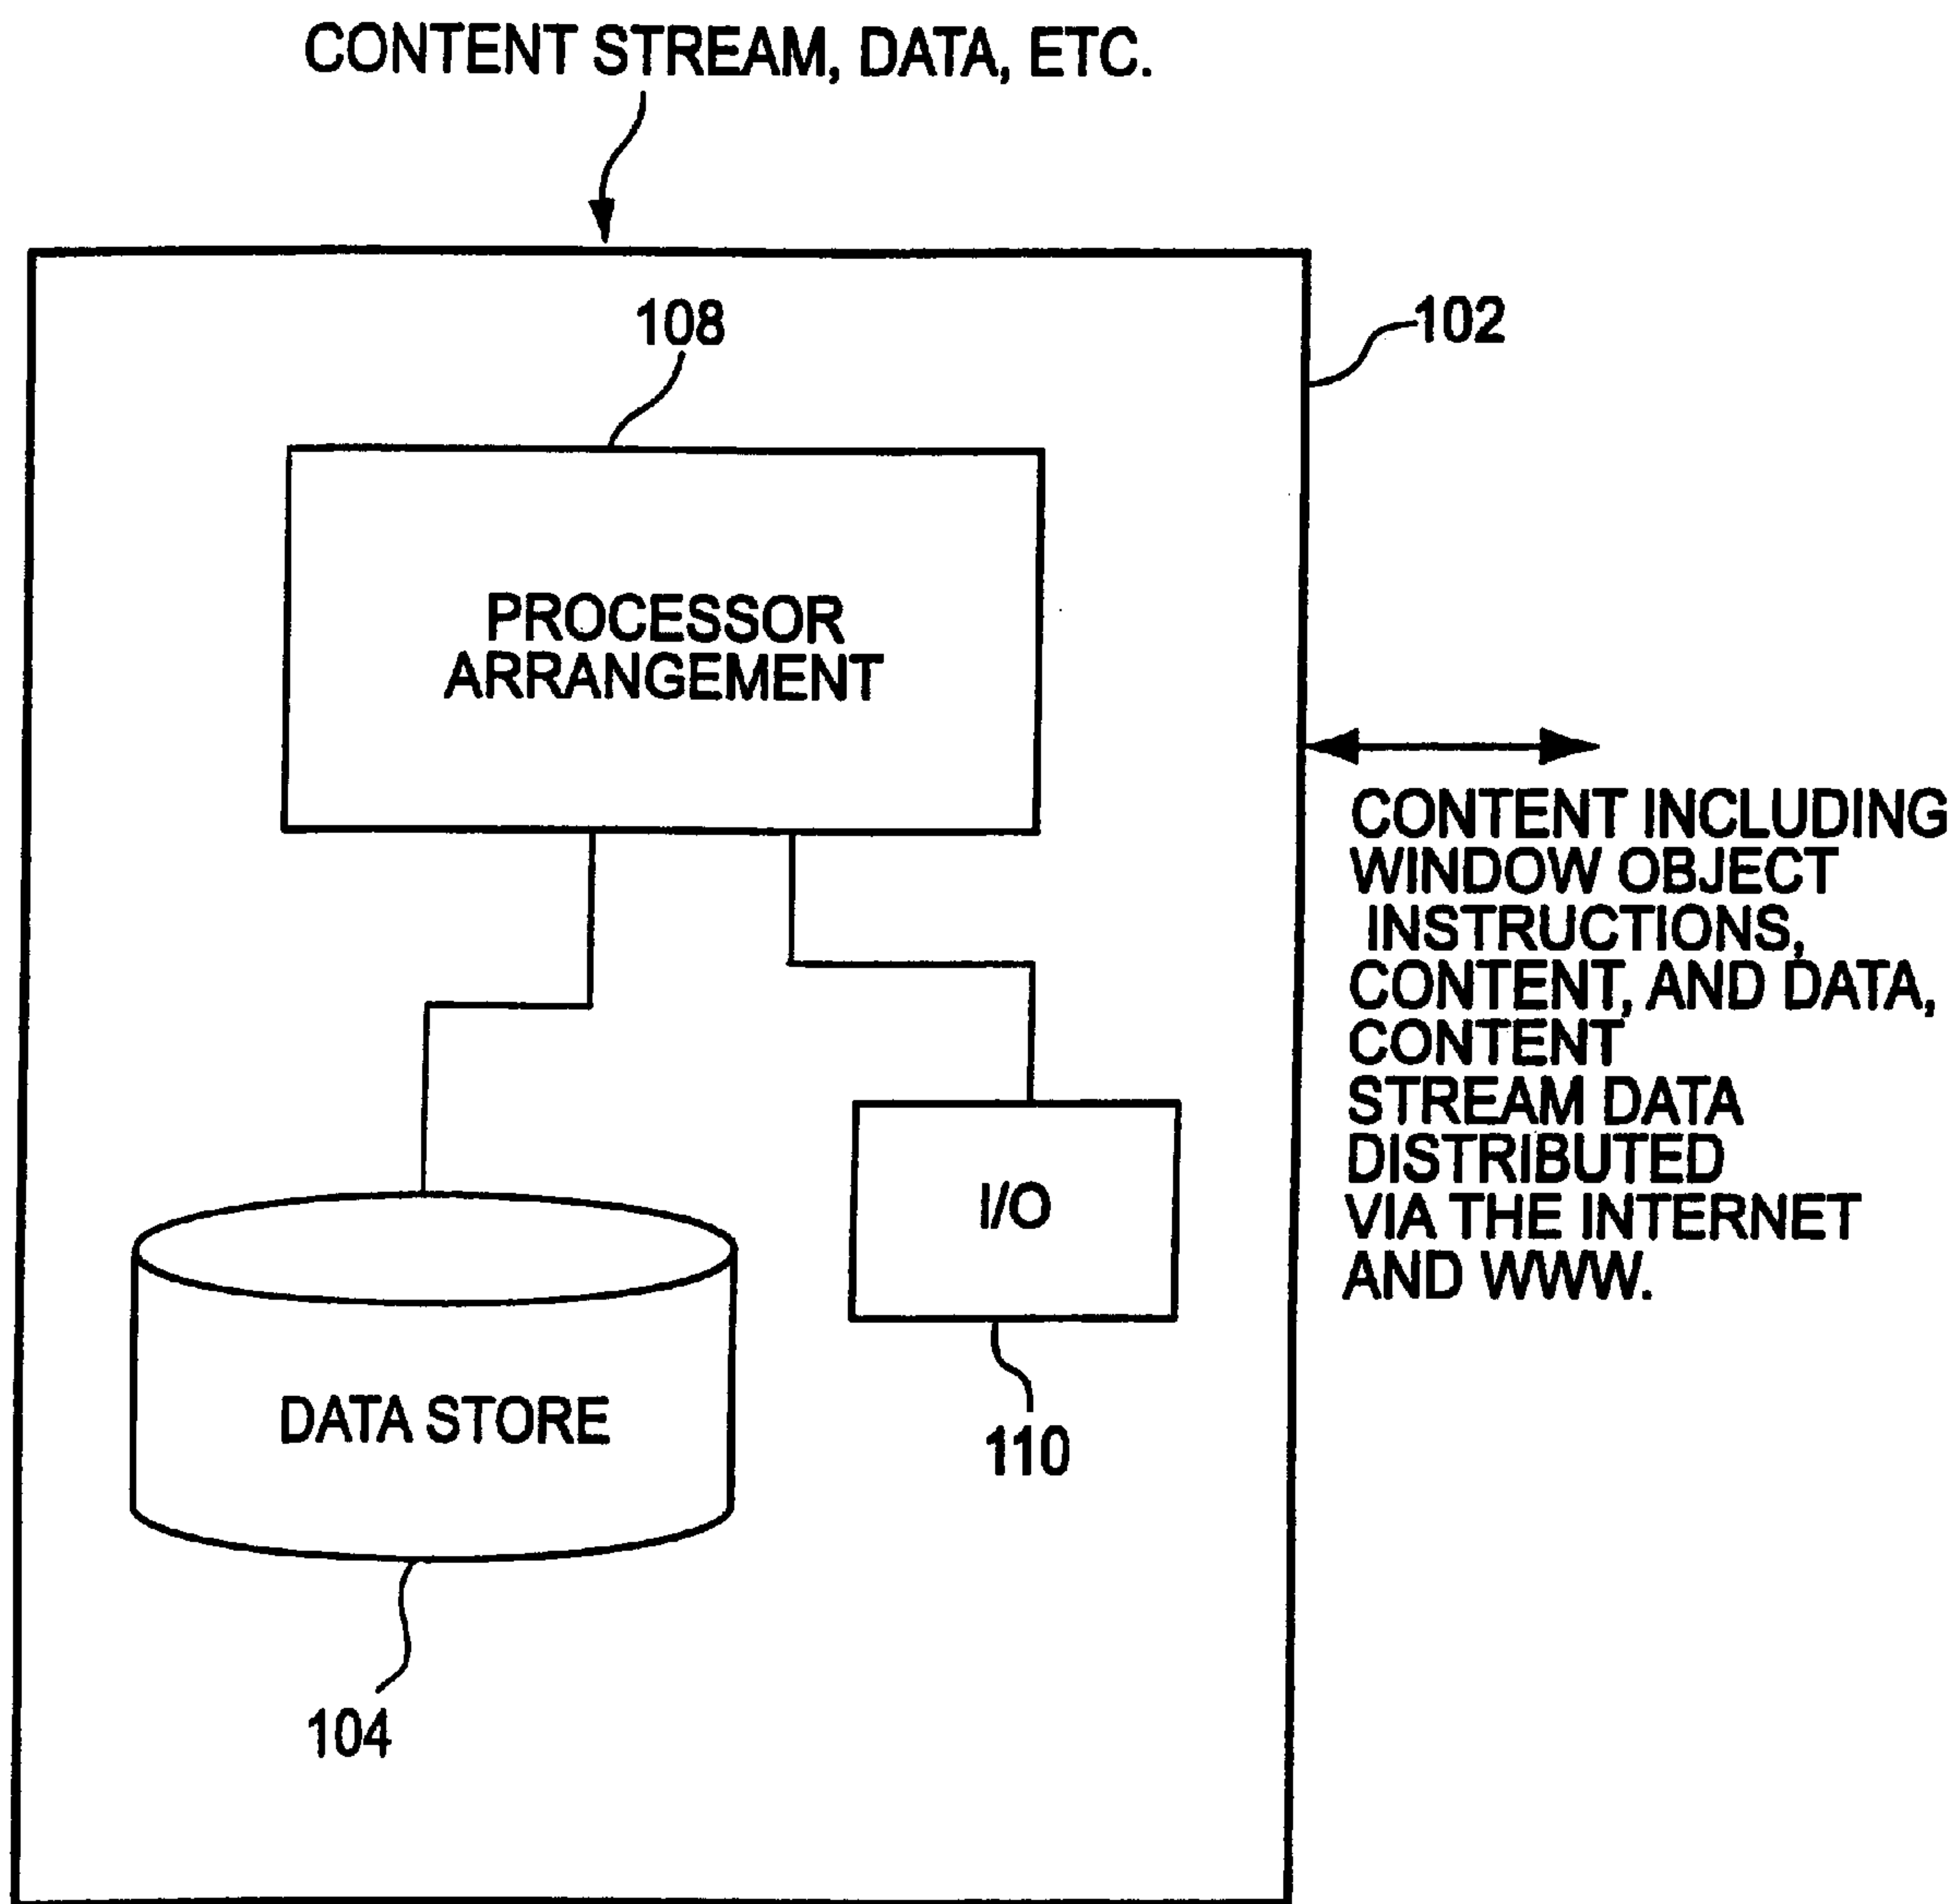 CONTENT STREAM, DATA, ETC.
108
102
PROCESSOR
ARRANGEMENT
CONTENT INCLUDING
WINDOW OBJECT
INSTRUCTIONS,
CONTENT, AND DATA,
CONTENT
STREAM DATA
DISTRIBUTED
VIA THE INTERNET
AND WWW.
I/O
DATA STORE
110
104